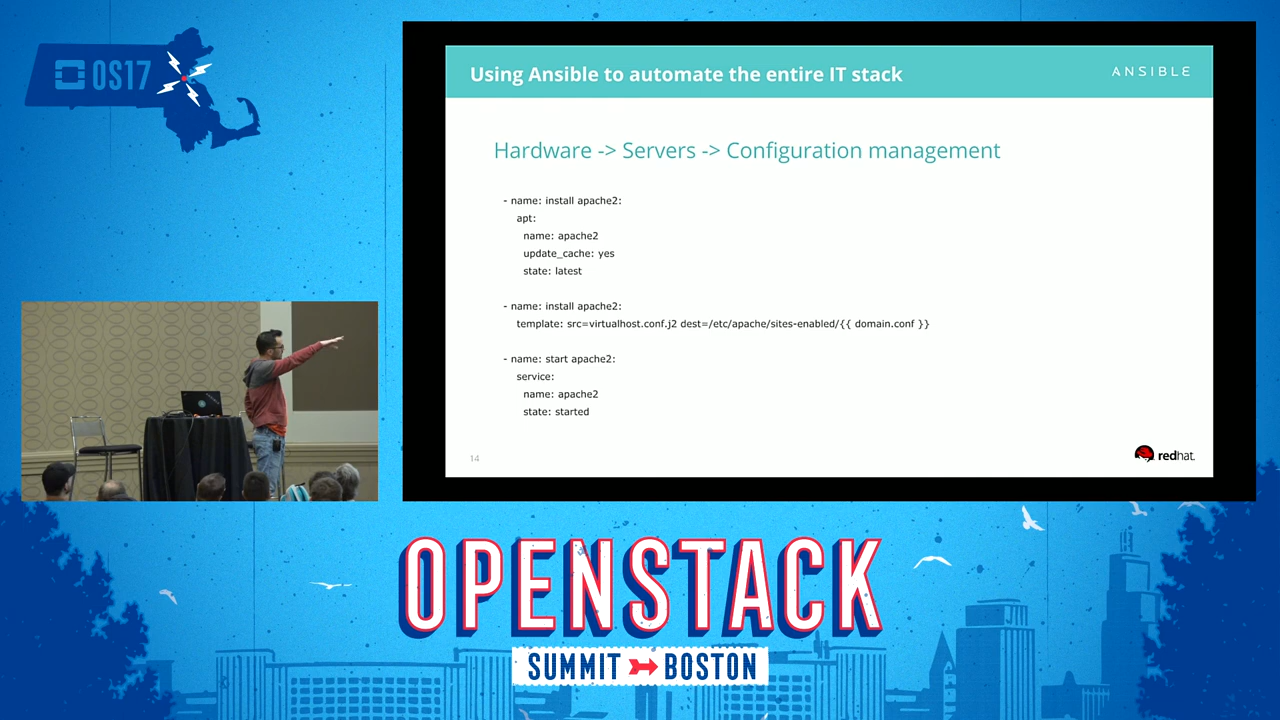 OS17
Using Ansible to automate the entire IT stack
ANSIBLE
Hardware -> Servers -> Configuration management
- name: install apache2:
apt:
name: apache2
update_cache: yes
state: latest
- name: install apache2:
template: src=virtualhost.conf.j2 dest=/etc/apache/sites-enabled/{{ domain.conf }}
- name: start apache2:
service:
name: apache2
state: started
14
redhat.
OPENSTACK
SUMMIT BOSTON